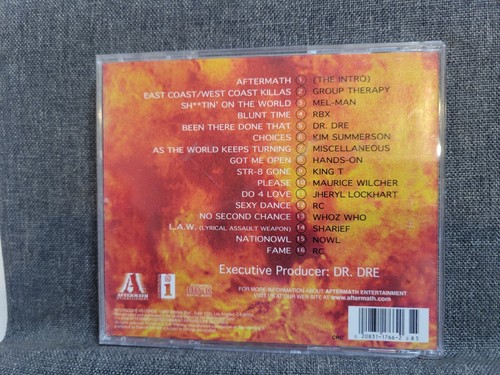 AFTERMATH 1 (THE INTRO)
EAST COAST/WEST COAST KILLAS 2 GROUP THERAPY
SH**TIN' ON THE WORLD 3 MEL-MAN
BLUNT TIME 4 RBX
BEEN THERE DONE THAT 5 DR. DRE
CHOICES 6 KIM SUMMERSON
AS THE WORLD KEEPS TURNING 7 MISCELLANEOUS
GOT ME OPEN 8 HANDS-ON
STR-8 GONE 9 KING T
PLEASE 10 MAURICE WILCHER
DO 4 LOVE 11 JHERYL LOCKHART
SEXY DANCE 12 RC
NO SECOND CHANCE 13 WHOZ WHO
L.A.W. (LYRICAL ASSAULT WEAPON) 14 SHARIEF
NATIONOWL 15 NOWL
FAME 16 RC
Executive Producer: DR. DRE
FOR MORE INFORMATION ABOUT AFTERMATH ENTERTAINMENT
VISIT US AT OUR WEB SITE AT www.aftermath.com
AFTERMATH